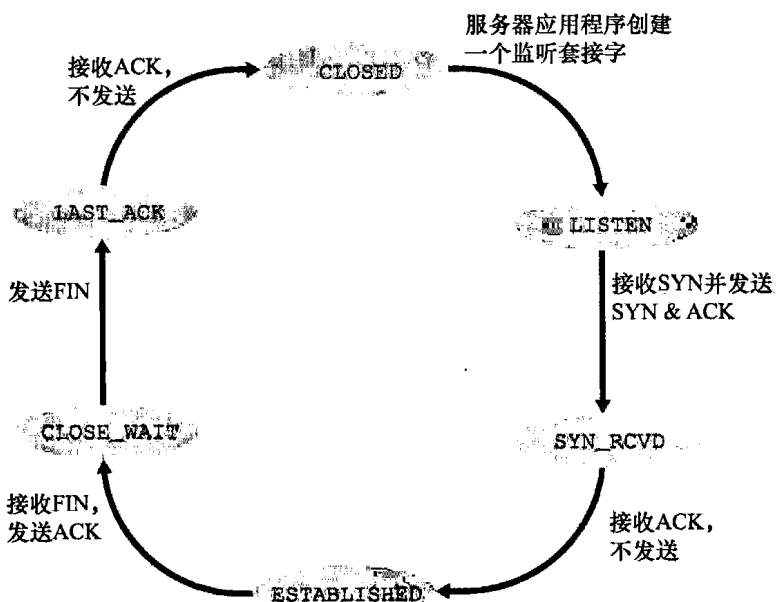 服务器应用程序创建
一个监听套接字
接收ACK，
不发送
CLOSED
LAST_ACK
LISTEN
发送FIN
接收SYN并发送
SYN & ACK
CLOSE_WAIT
SYN_RCVD
接收FIN，
发送ACK
接收ACK，
不发送
ESTABLISHED